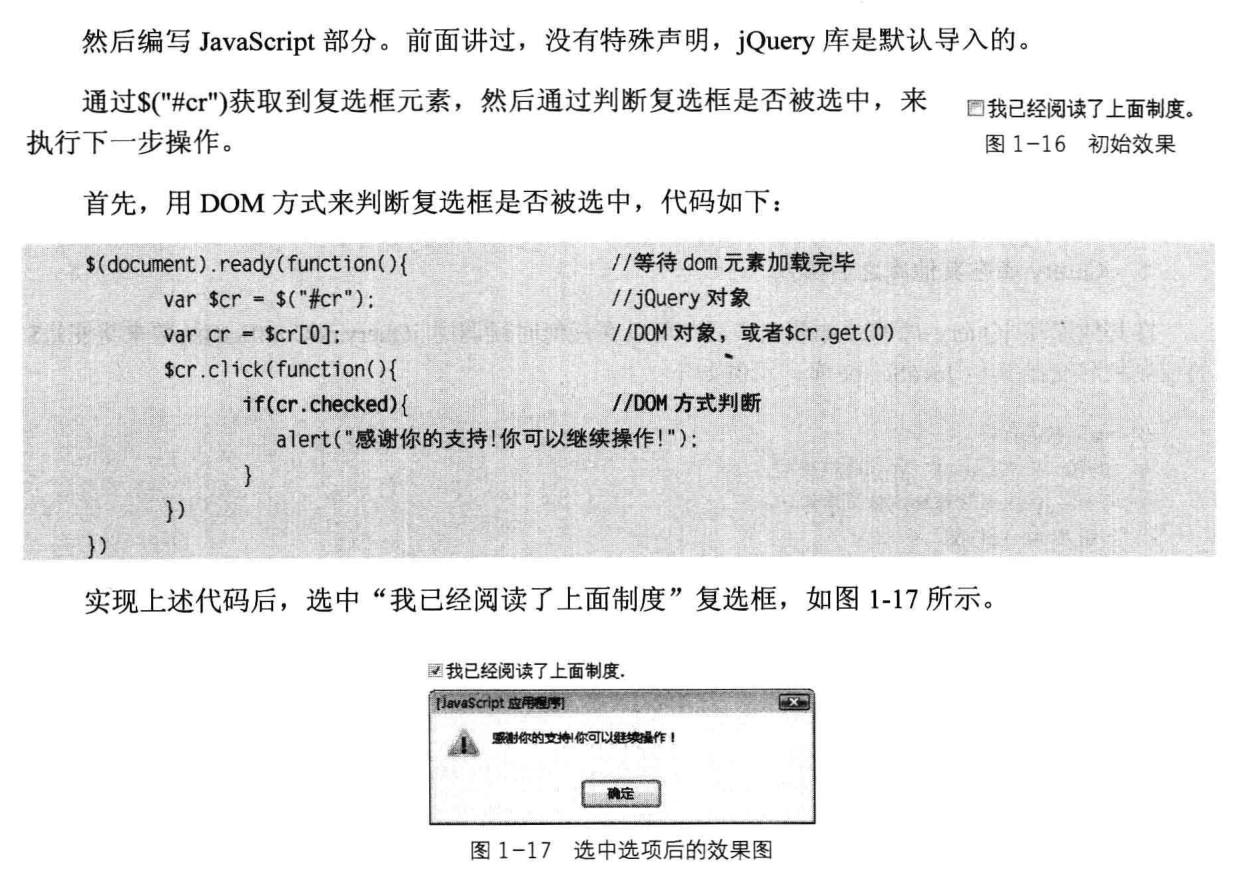 然后编写 JavaScript 部分。前面讲过，没有特殊声明，jQuery 库是默认导入的。
通过$("#cr")获取到复选框元素，然后通过判断复选框是否被选中，来
执行下一步操作。
我已经阅读了上面制度。
图 1-16 初始效果
首先，用 DOM 方式来判断复选框是否被选中，代码如下：
$(document).ready(function(){ //等待 dom 元素加载完毕
var $cr = $("#cr"); //jQuery 对象
var cr = $cr[0]; //DOM 对象，或者$cr.get(0)
$cr.click(function(){
if(cr.checked){ //DOM 方式判断
alert("感谢你的支持!你可以继续操作!");
}
})
})
实现上述代码后，选中“我已经阅读了上面制度”复选框，如图 1-17 所示。
我已经阅读了上面制度.
[JavaScript 应用程序]
感谢你的支持!你可以继续操作！
确定
图 1-17 选中选项后的效果图